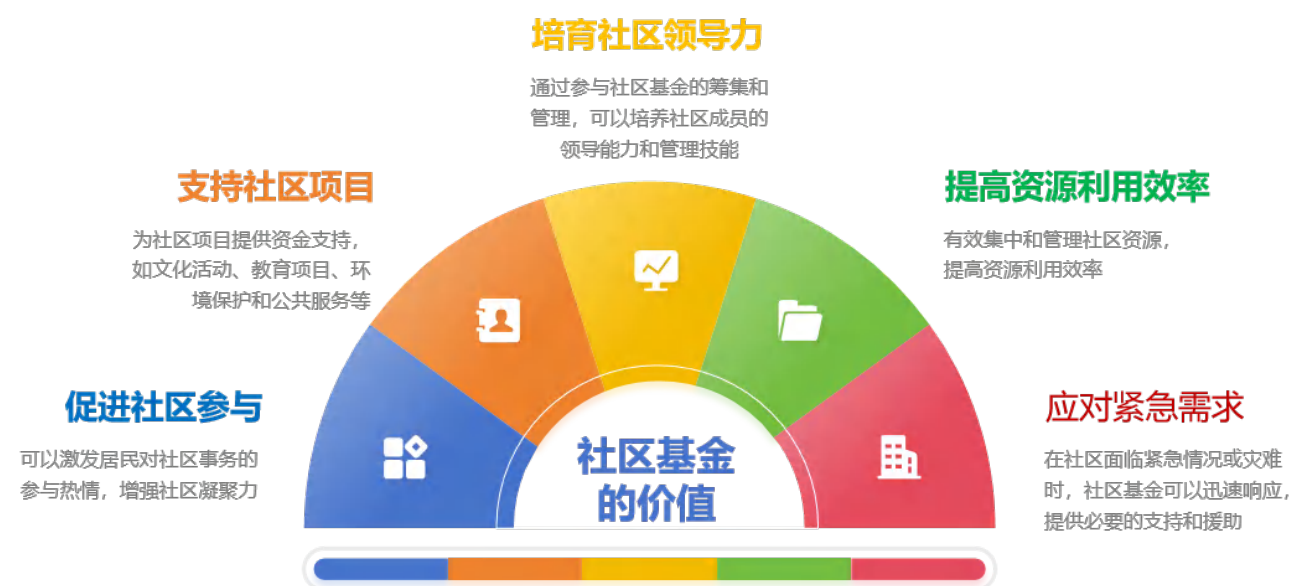 培育社区领导力
通过参与社区基金的筹集和
管理，可以培养社区成员的
领导能力和管理技能
支持社区项目
为社区项目提供资金支持，
如文化活动、教育项目、环
境保护和公共服务等
提高资源利用效率
有效集中和管理社区资源，
提高资源利用效率
促进社区参与
可以激发居民对社区事务的
参与热情，增强社区凝聚力
社区基金
的价值
应对紧急需求
在社区面临紧急情况或灾难
时，社区基金可以迅速响应，
提供必要的支持和援助